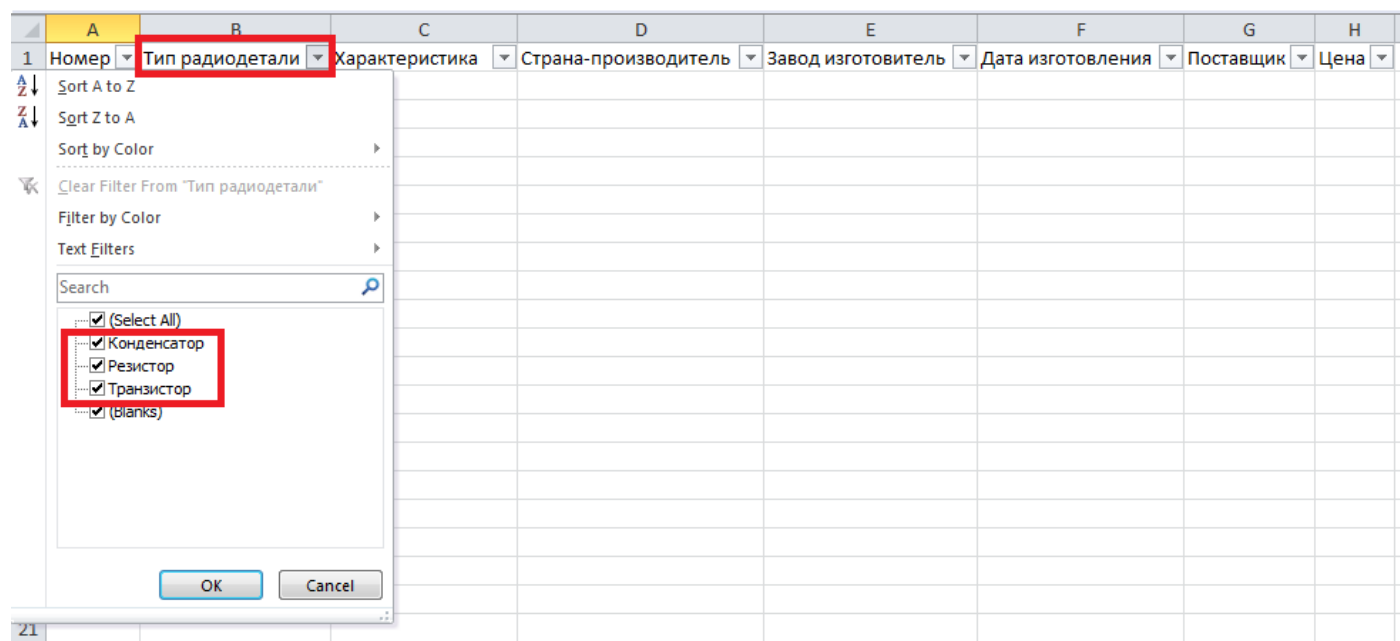 A B C D E F G H
1 Номер Тип радиодетали Характеристика Страна-производитель Завод изготовитель Дата изготовления Поставщик Цена
Sort A to Z
Sort Z to A
Sort by Color
Clear Filter From "Тип радиодетали"
Filter by Color
Text Filters
Search
(Select All)
Конденсатор
Резистор
Транзистор
(Blanks)
OK Cancel
21